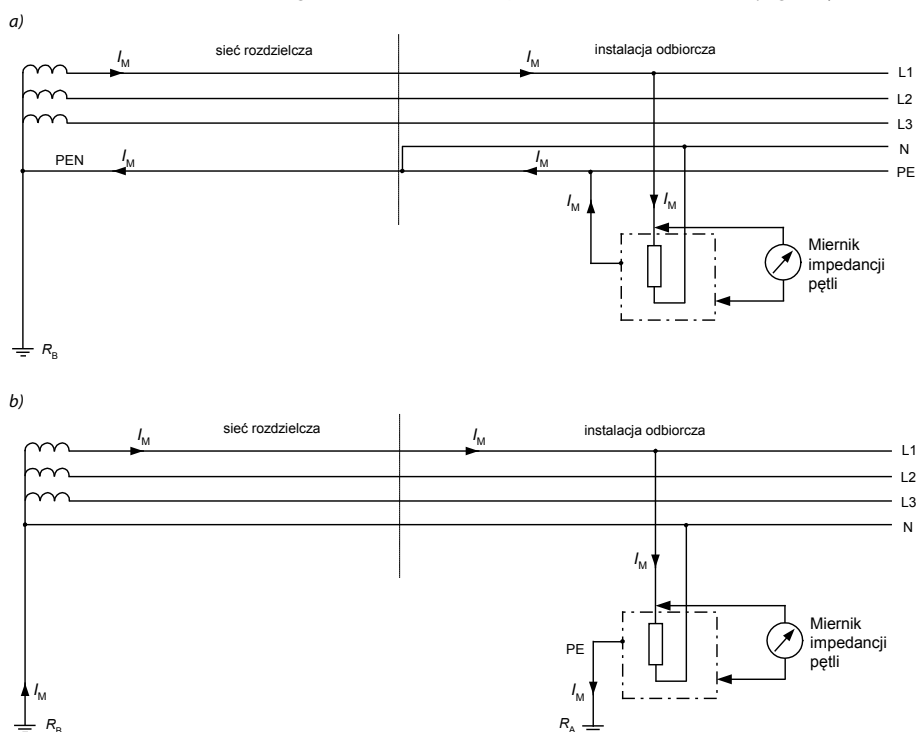 a)
sieć rozdzielcza
instalacja odbiorcza
I_M
I_M
L1
L2
L3
N
PEN
I_M
I_M
PE
I_M
I_M
Miernik
impedancji
pętli
R_B
b)
sieć rozdzielcza
instalacja odbiorcza
I_M
I_M
L1
L2
L3
N
I_M
Miernik
impedancji
pętli
PE
I_M
I_M
R_B
R_A